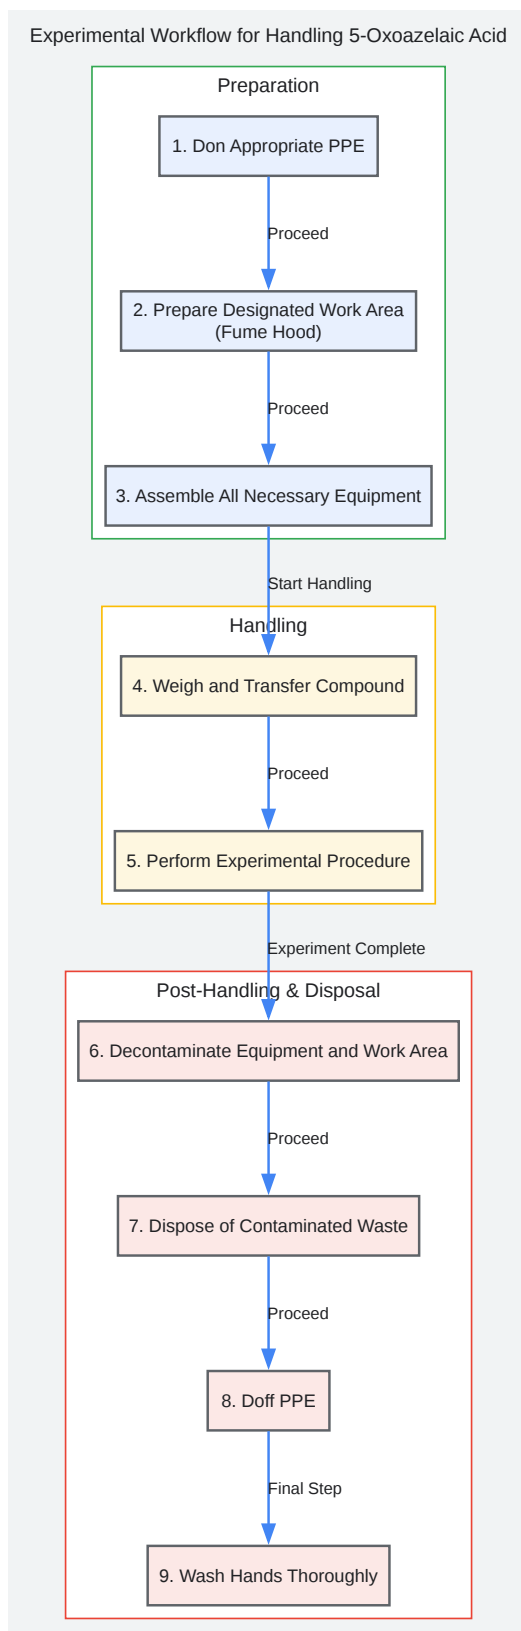 Experimental Workflow for Handling 5-Oxoazelaic Acid
Preparation
1. Don Appropriate PPE
Proceed
2. Prepare Designated Work Area
(Fume Hood)
Proceed
3. Assemble All Necessary Equipment
Start Handling
Handling
4. Weigh and Transfer Compound
Proceed
5. Perform Experimental Procedure
Experiment Complete
Post-Handling & Disposal
6. Decontaminate Equipment and Work Area
Proceed
7. Dispose of Contaminated Waste
Proceed
8. Doff PPE
Final Step
9. Wash Hands Thoroughly